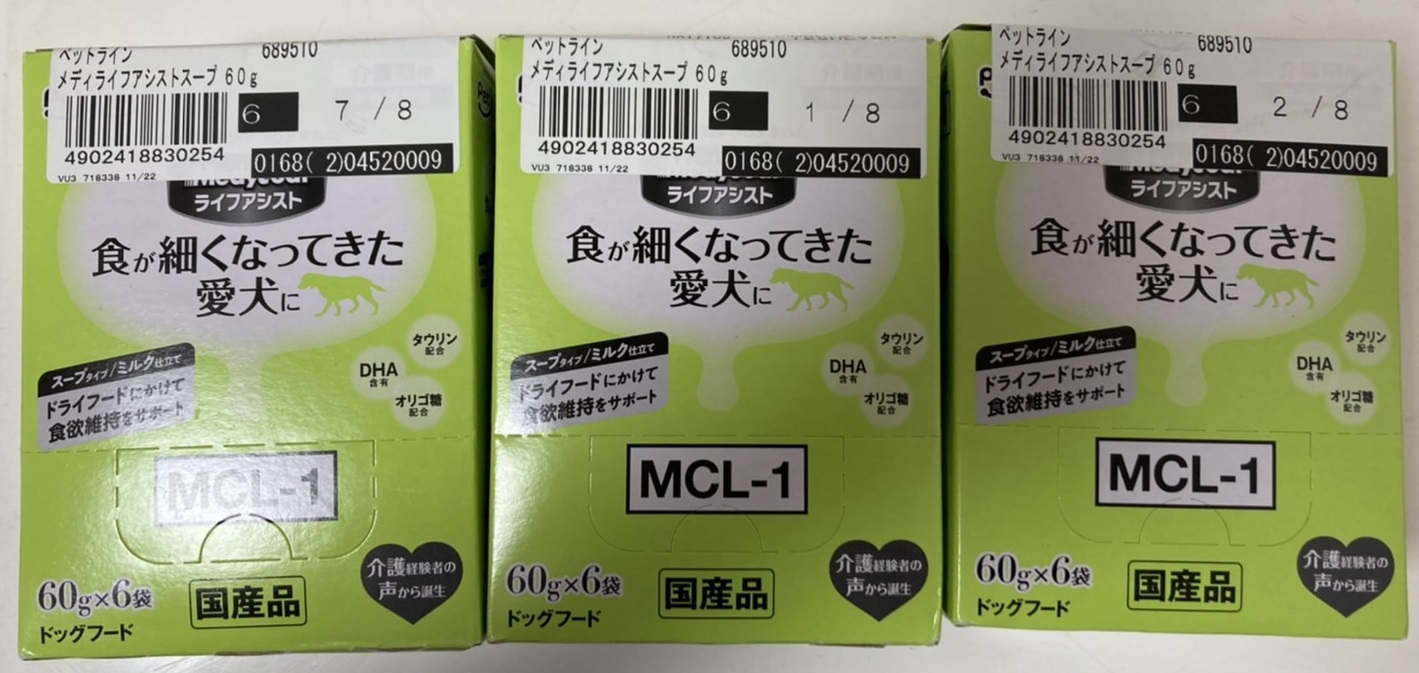 ペットライン 689510
メディライフアシストスープ 60g
6 7 / 8
4902418830254
0168( 2)04520009
VU3 718338 11/22
ライフアシスト
食が細くなってきた
愛犬に
タウリン
配合
DHA
含有
オリゴ糖
配合
スープタイプ/ミルク仕立て
ドライフードにかけて
食欲維持をサポート
MCL-1
介護経験者の
声から誕生
60g×6袋
国産品
ドッグフード
ペットライン 689510
メディライフアシストスープ 60g
6 1 / 8
4902418830254
0168( 2)04520009
VU3 718338 11/22
ライフアシスト
食が細くなってきた
愛犬に
タウリン
配合
DHA
含有
オリゴ糖
配合
スープタイプ/ミルク仕立て
ドライフードにかけて
食欲維持をサポート
MCL-1
介護経験者の
声から誕生
60g×6袋
国産品
ドッグフード
ペットライン 689510
メディライフアシストスープ 60g
6 2 / 8
4902418830254
0168( 2)04520009
VU3 718338 11/22
ライフアシスト
食が細くなってきた
愛犬に
タウリン
配合
DHA
含有
オリゴ糖
配合
スープタイプ/ミルク仕立て
ドライフードにかけて
食欲維持をサポート
MCL-1
介護経験者の
声から誕生
60g×6袋
国産品
ドッグフード